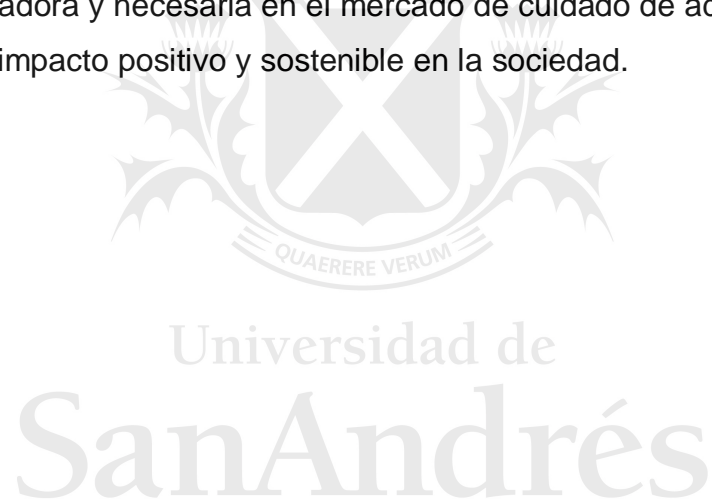 adora y necesaria en el mercado de cuidado de ad
impacto positivo y sostenible en la sociedad.
QUAERERE VERUM
Universidad de
SanAndrés